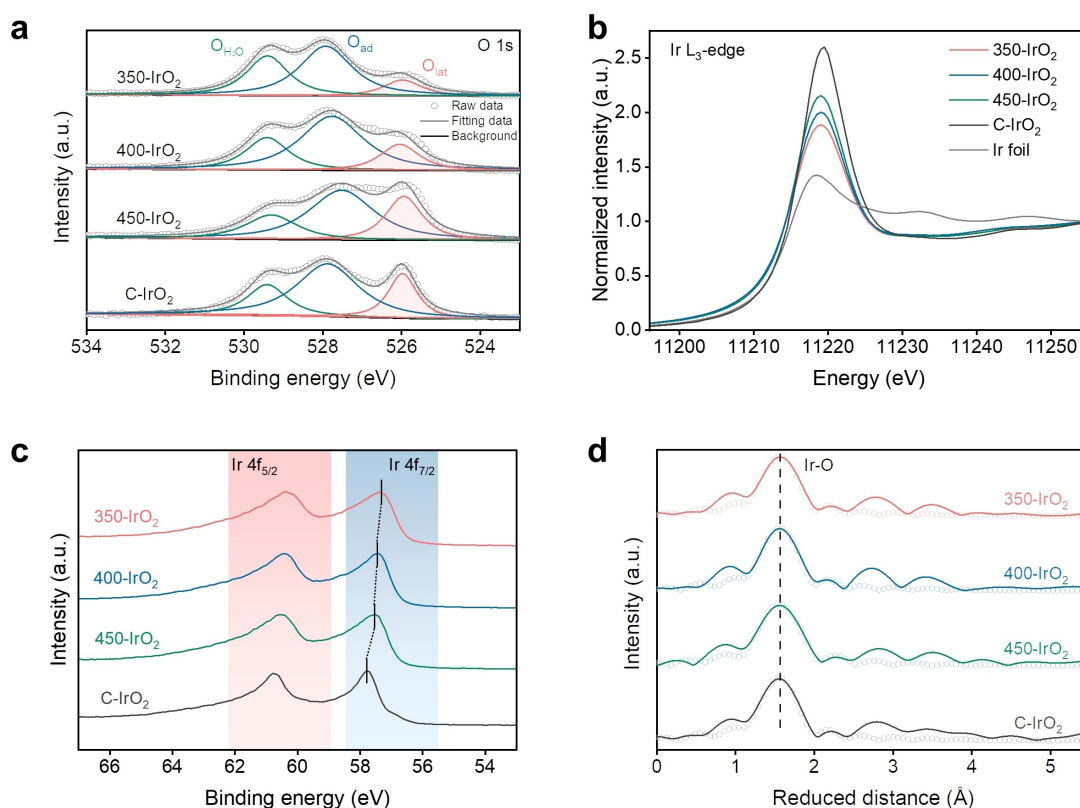 a
O 1s
O_H₂O
O_ad
O_lat
350-IrO₂
Raw data
Fitting data
Background
400-IrO₂
450-IrO₂
C-IrO₂
Intensity (a.u.)
534 532 530 528 526 524
Binding energy (eV)
b
Ir L₃-edge
350-IrO₂
400-IrO₂
450-IrO₂
C-IrO₂
Ir foil
Normalized intensity (a.u.)
2.5
2.0
1.5
1.0
0.5
0.0
11200 11210 11220 11230 11240 11250
Energy (eV)
c
Ir 4f₅/₂ Ir 4f₇/₂
350-IrO₂
400-IrO₂
450-IrO₂
C-IrO₂
Intensity (a.u.)
66 64 62 60 58 56 54
Binding energy (eV)
d
Ir-O
350-IrO₂
400-IrO₂
450-IrO₂
C-IrO₂
Intensity (a.u.)
0 1 2 3 4 5
Reduced distance (Å)